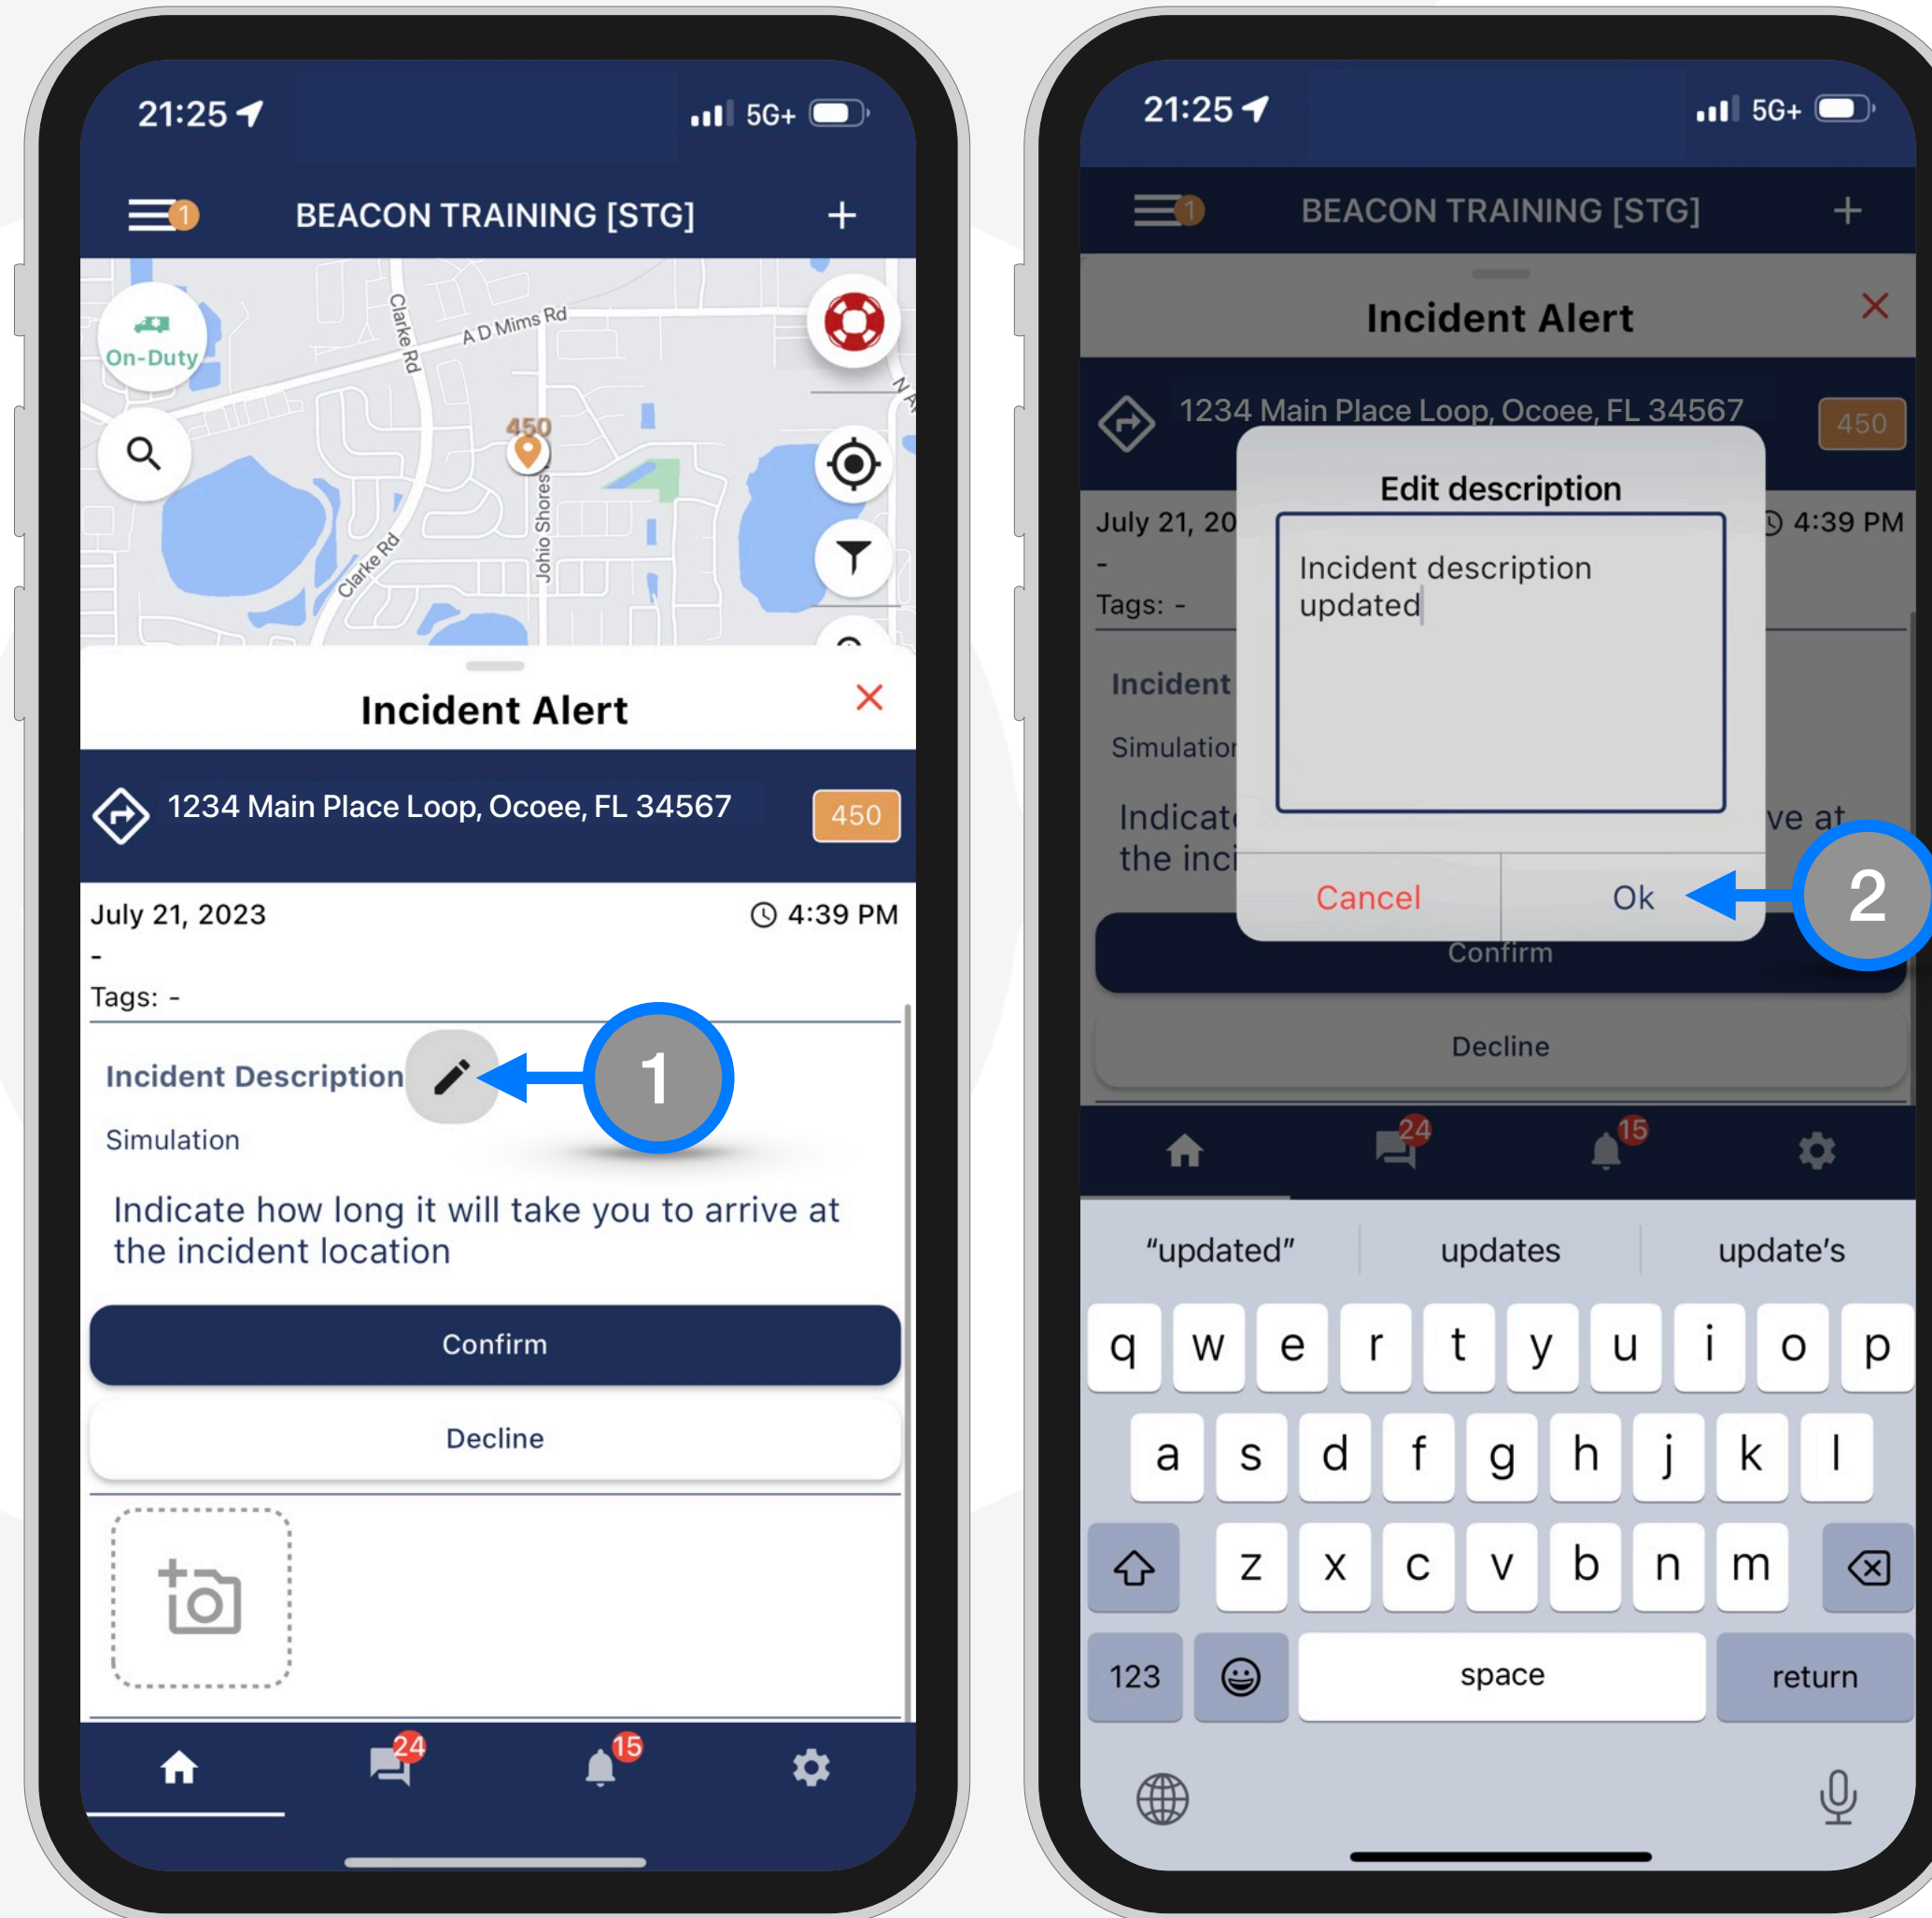 21:25
5G+
1
BEACON TRAINING [STG]
+
On-Duty
Clarke Rd
A D Mims Rd
450
Johio Shores
Clarke Rd
Incident Alert
1234 Main Place Loop, Ocoee, FL 34567
450
July 21, 2023
4:39 PM
-
Tags: -
Incident Description
1
Simulation
Indicate how long it will take you to arrive at
the incident location
Confirm
Decline
24
15
21:25
5G+
1
BEACON TRAINING [STG]
+
Incident Alert
1234 Main Place Loop, Ocoee, FL 34567
450
Edit description
July 21, 20
4:39 PM
-
Incident description
updated
Tags: -
Incident
Simulation
Indicate
ve at
the inci
Cancel
Ok
2
Confirm
Decline
24
15
“updated”
updates
update's
q w e r t y u i o p
a s d f g h j k l
z x c v b n m
123
space
return